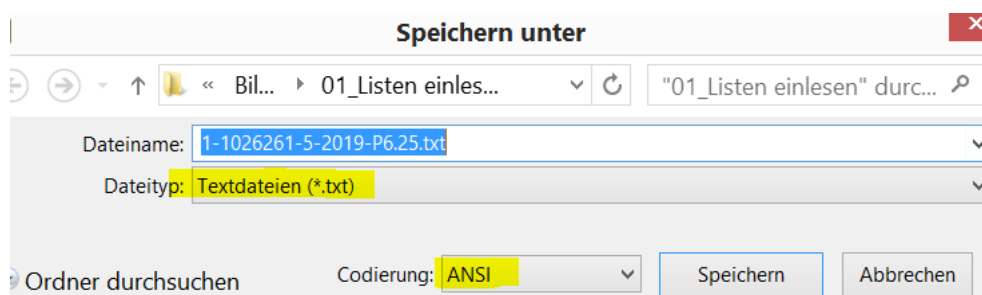 Speichern unter
« Bil... 01_Listen einles... "01_Listen einlesen" durc...
Dateiname: 1-1026261-5-2019-P6.25.txt
Dateityp: Textdateien (*.txt)
Ordner durchsuchen Codierung: ANSI Speichern Abbrechen